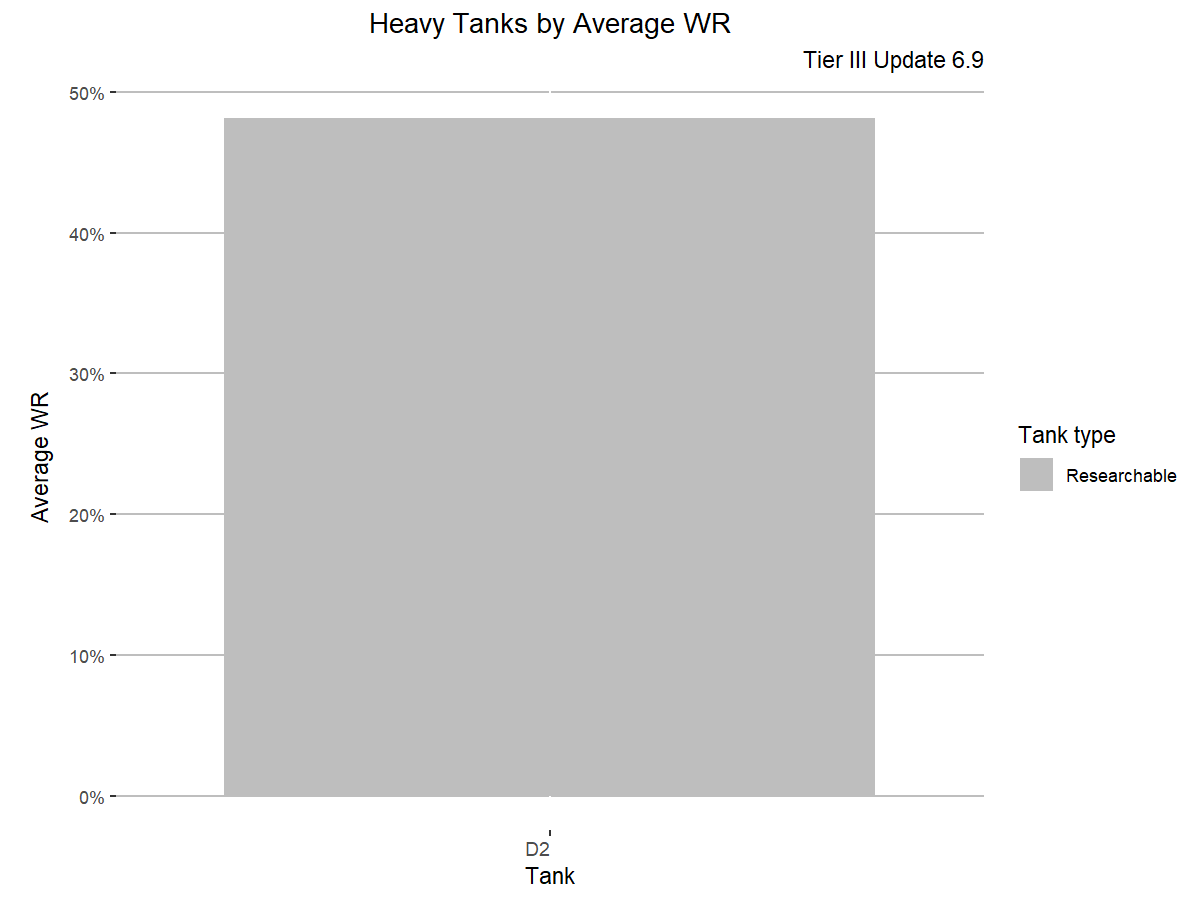 Heavy Tanks by Average WR
Tier III Update 6.9
50%
40%
30%
20%
10%
0%
Average WR
D2
Tank
Tank type
Researchable